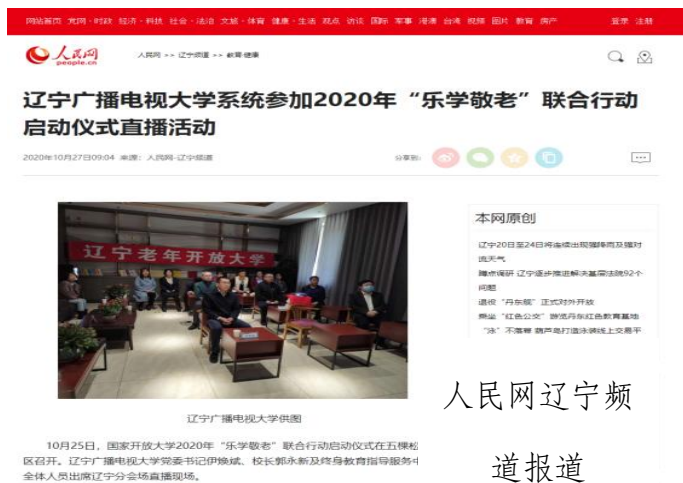 网站首页 党网·时政 经济·科技 社会·法治 文旅·体育 健康·生活 观点 访谈 国际 军事 港澳 台湾 视频 图片 教育 房产 登录 注册
人民网
people.cn
人民网 >> 辽宁频道 >> 教育·健康
辽宁广播电视大学系统参加2020年“乐学敬老”联合行动
启动仪式直播活动
2020年10月27日09:04 来源：人民网-辽宁频道
分享到：
辽宁老年开放大学
辽宁广播电视大学供图
10月25日，国家开放大学2020年“乐学敬老”联合行动启动仪式在五棵松
区召开。辽宁广播电视大学党委书记伊焕斌、校长郭永新及终身教育指导服务中
全体人员出席辽宁分会场直播现场。
本网原创
辽宁20日至24日将连续出现强降雨及强对
流天气
蹲点调研 辽宁逐步推进解决基层法院92个
问题
退役“丹东舰”正式对外开放
乘坐“红色公交”游览丹东红色教育基地
“泳”不落幕 葫芦岛打造泳装线上交易平
人民网辽宁频
道报道